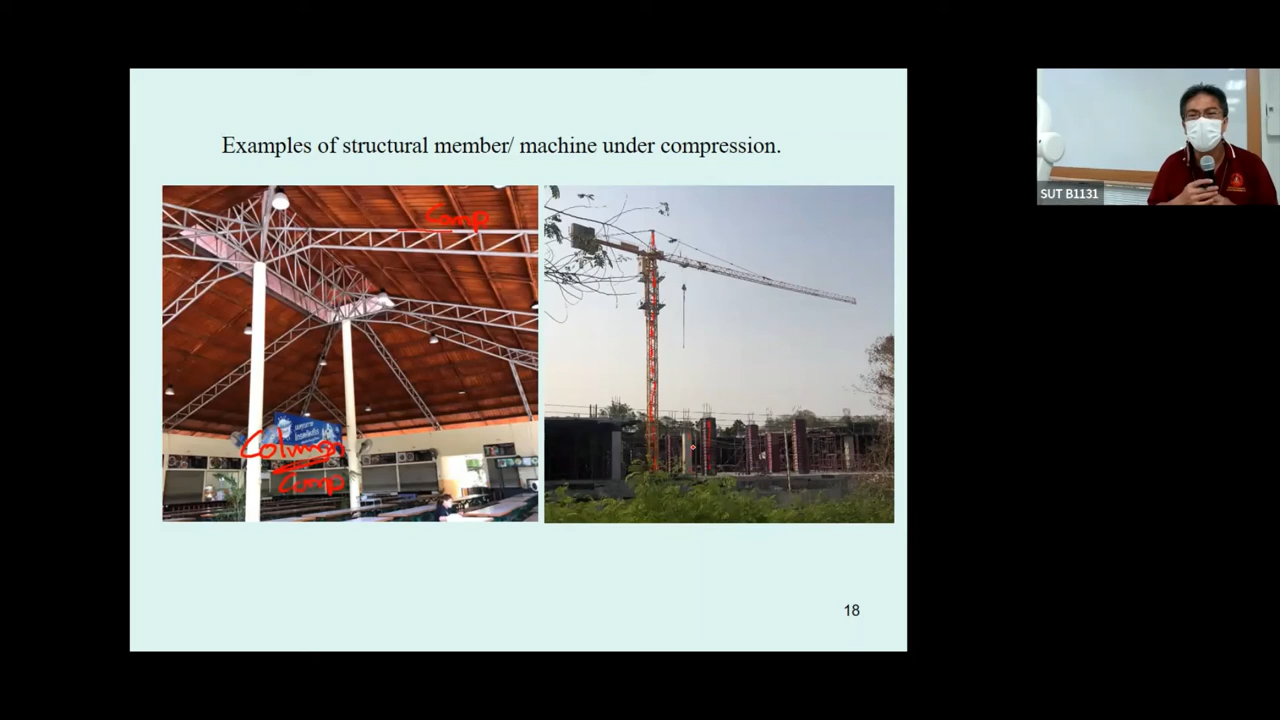 Examples of structural member/ machine under compression.
Comp
Column
Comp
SUT B1131
18